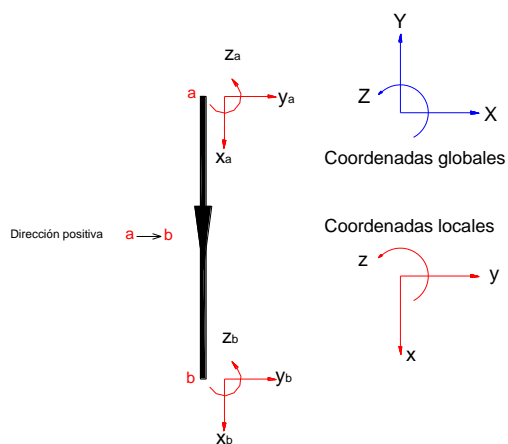 Y
za
a
ya
Z
X
xa
Coordenadas globales
Coordenadas locales
Dirección positiva a b
z
y
zb
x
b
yb
xb